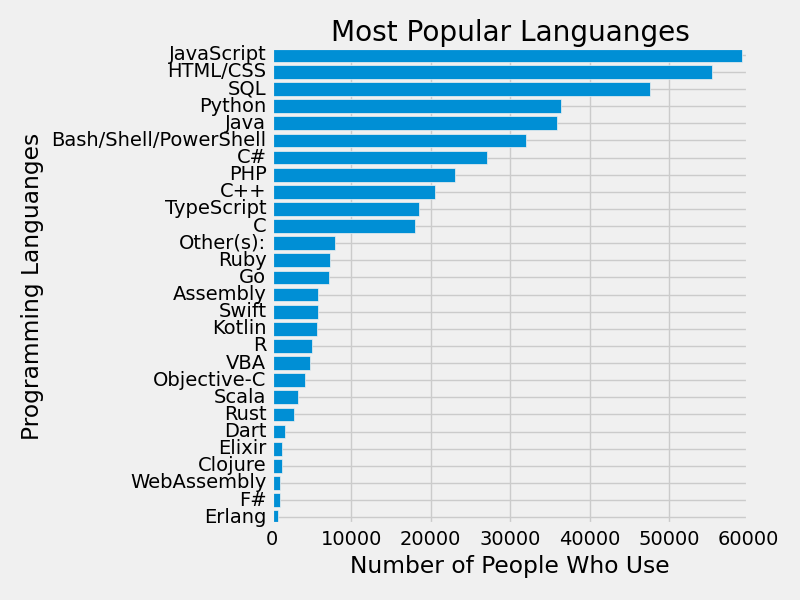 Most Popular Languanges
JavaScript
HTML/CSS
SQL
Python
Java
Bash/Shell/PowerShell
C#
PHP
C++
TypeScript
C
Other(s):
Ruby
Go
Assembly
Swift
Kotlin
R
VBA
Objective-C
Scala
Rust
Dart
Elixir
Clojure
WebAssembly
F#
Erlang
Programming Languanges
0 10000 20000 30000 40000 50000 60000
Number of People Who Use